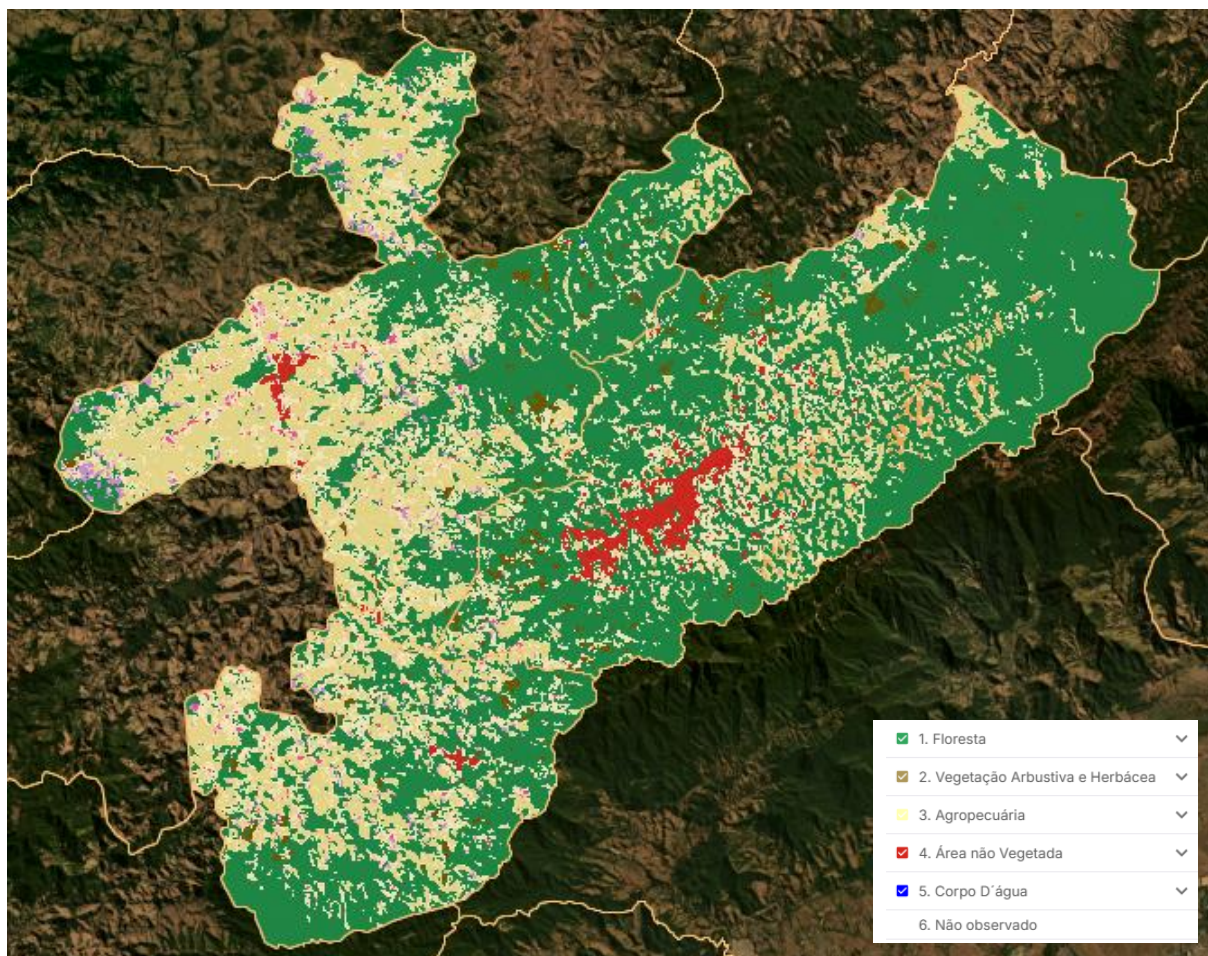 1. Floresta
2. Vegetação Arbustiva e Herbácea
3. Agropecuária
4. Área não Vegetada
5. Corpo D´água
6. Não observado